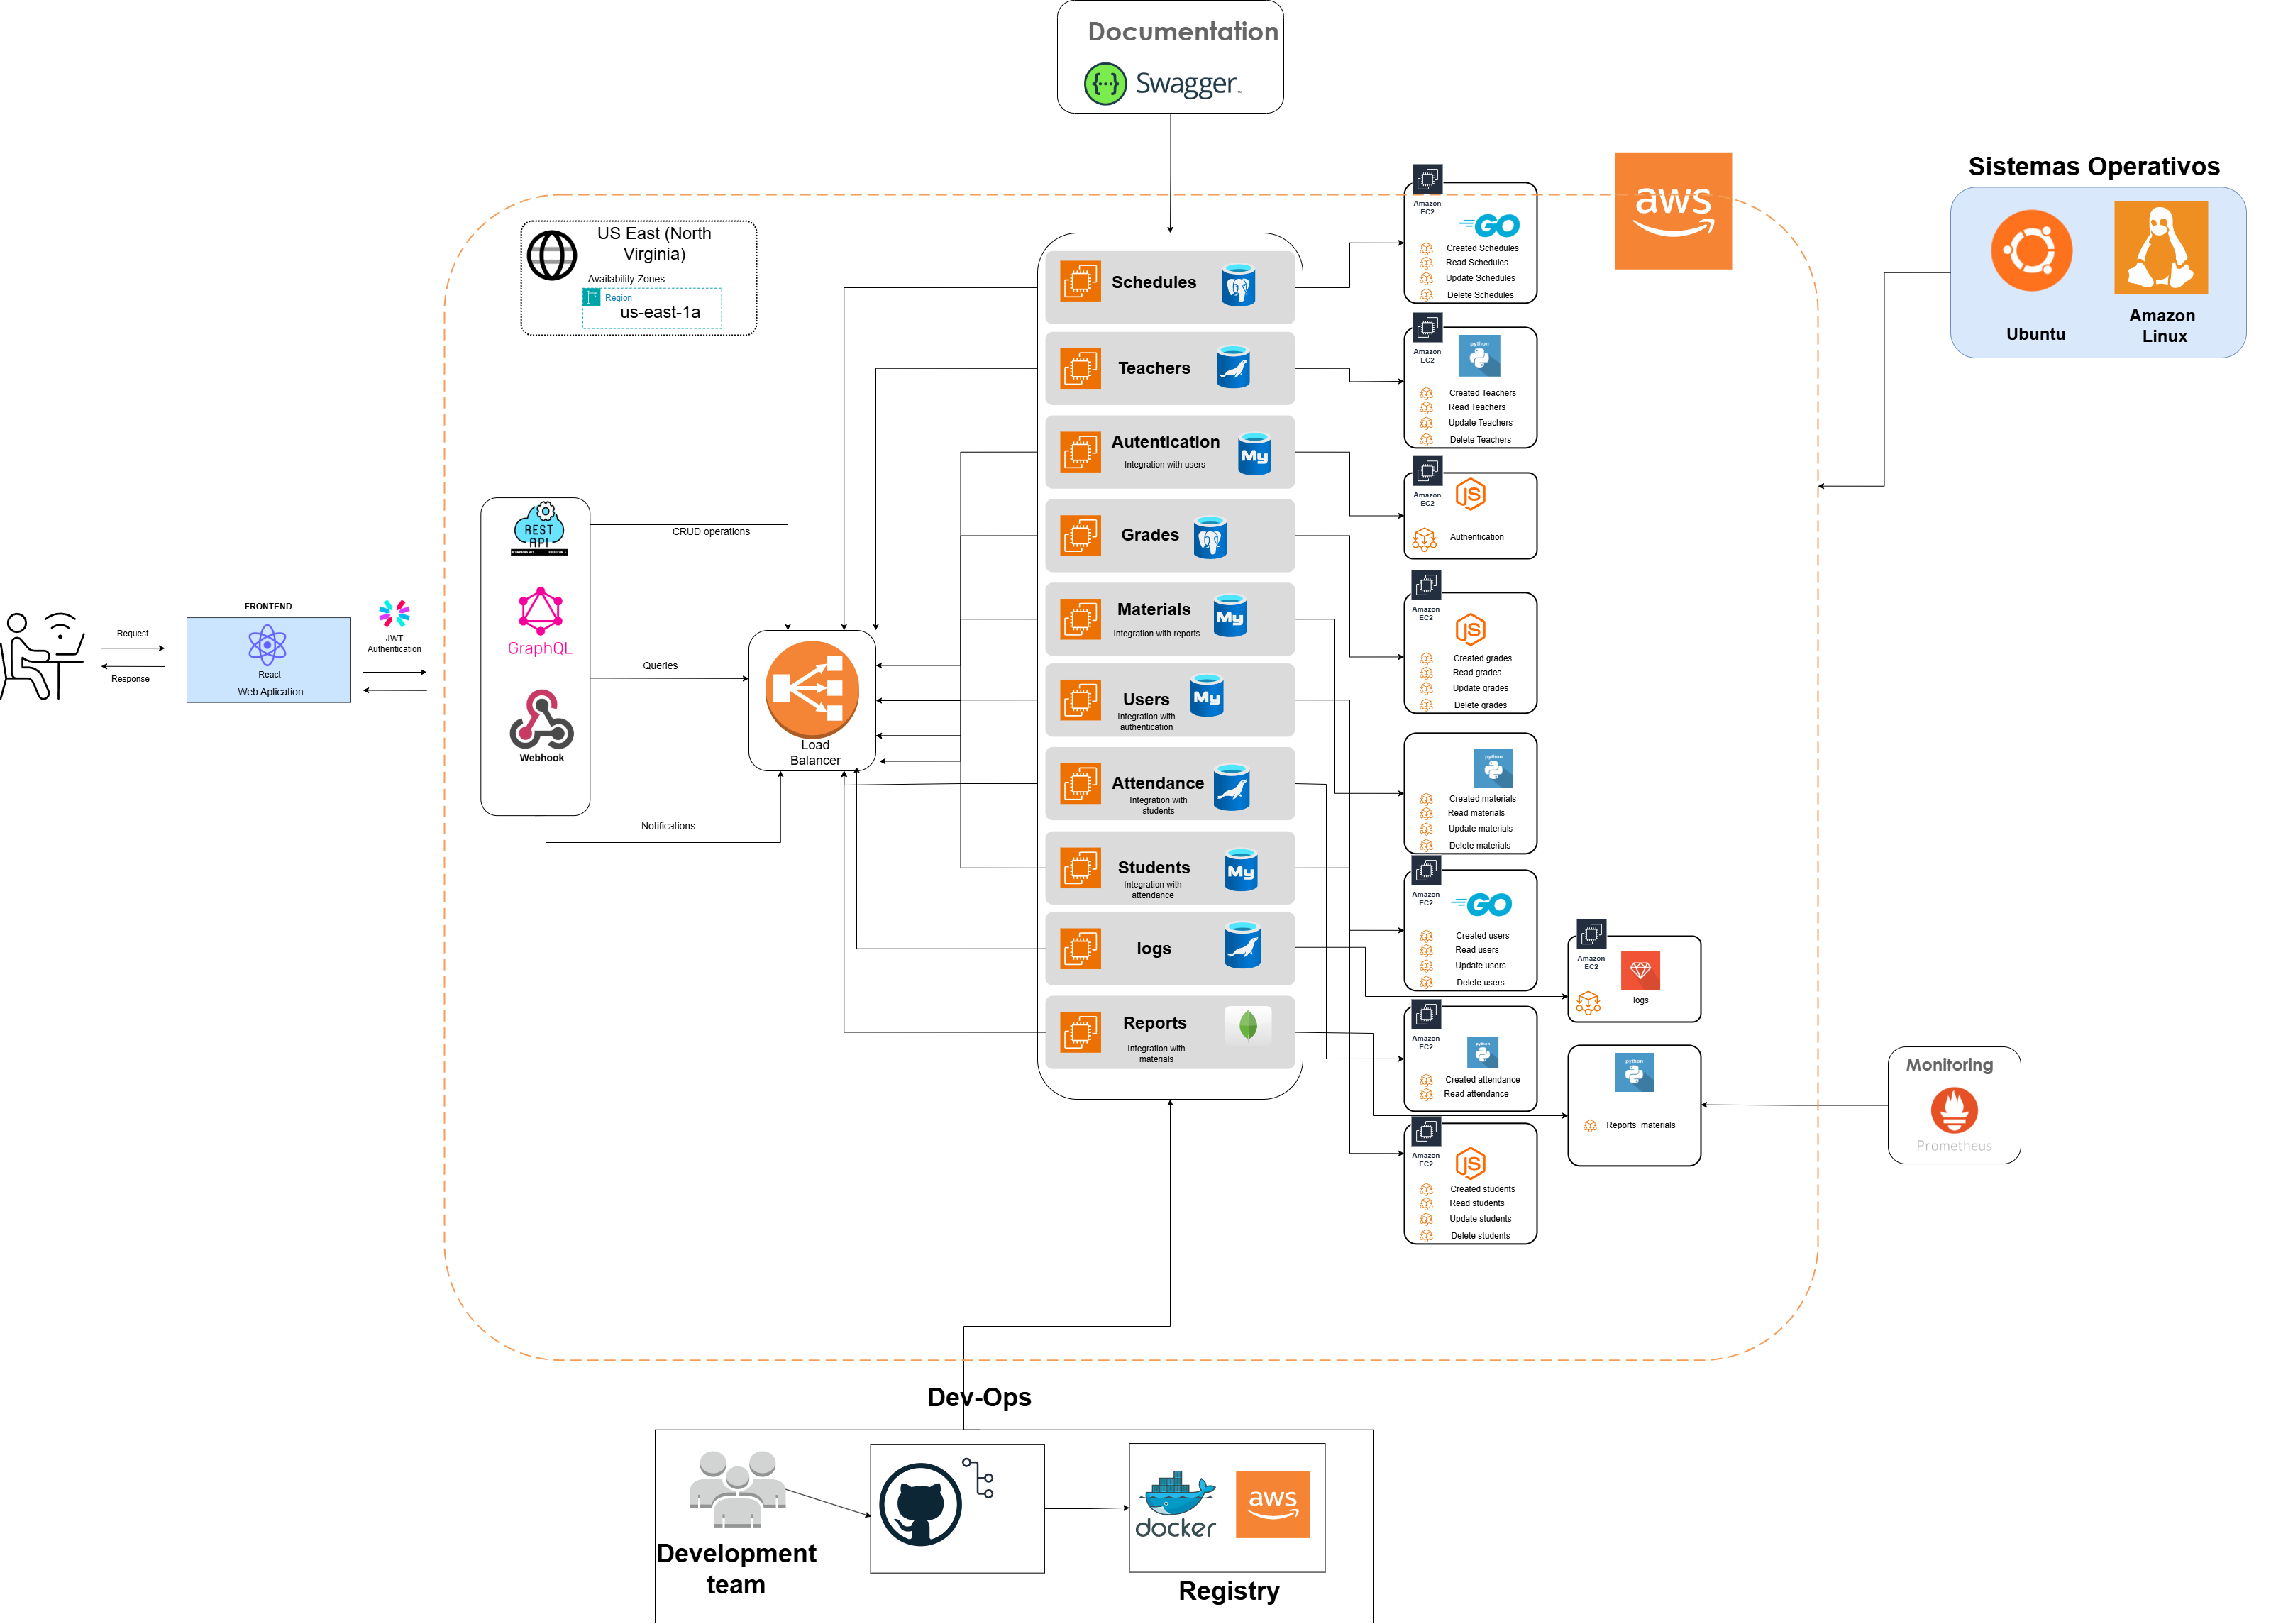 Documentation
{···} Swagger
Sistemas Operativos
Ubuntu
Amazon
Linux
aws
US East (North
Virginia)
Availability Zones
Region
us-east-1a
FRONTEND
React
Web Aplication
Request
Response
JWT
Authentication
REST
API
GraphQL
Webhook
CRUD operations
Queries
Notifications
Load
Balancer
Schedules
Teachers
Autentication
Integration with users
My
Grades
Materials
Integration with reports
My
Users
Integration with
authentication
My
Attendance
Integration with
students
Students
Integration with
attendance
My
logs
Reports
Integration with
materials
Amazon
EC2
GO
Created Schedules
Read Schedules
Update Schedules
Delete Schedules
Amazon
EC2
python
Created Teachers
Read Teachers
Update Teachers
Delete Teachers
Amazon
EC2
JS
Authentication
Amazon
EC2
JS
Created grades
Read grades
Update grades
Delete grades
python
Created materials
Read materials
Update materials
Delete materials
Amazon
EC2
GO
Created users
Read users
Update users
Delete users
Amazon
EC2
logs
Amazon
EC2
python
Created attendance
Read attendance
python
Reports_materials
Amazon
EC2
JS
Created students
Read students
Update students
Delete students
Monitoring
Prometheus
Dev-Ops
Development
team
docker
aws
Registry